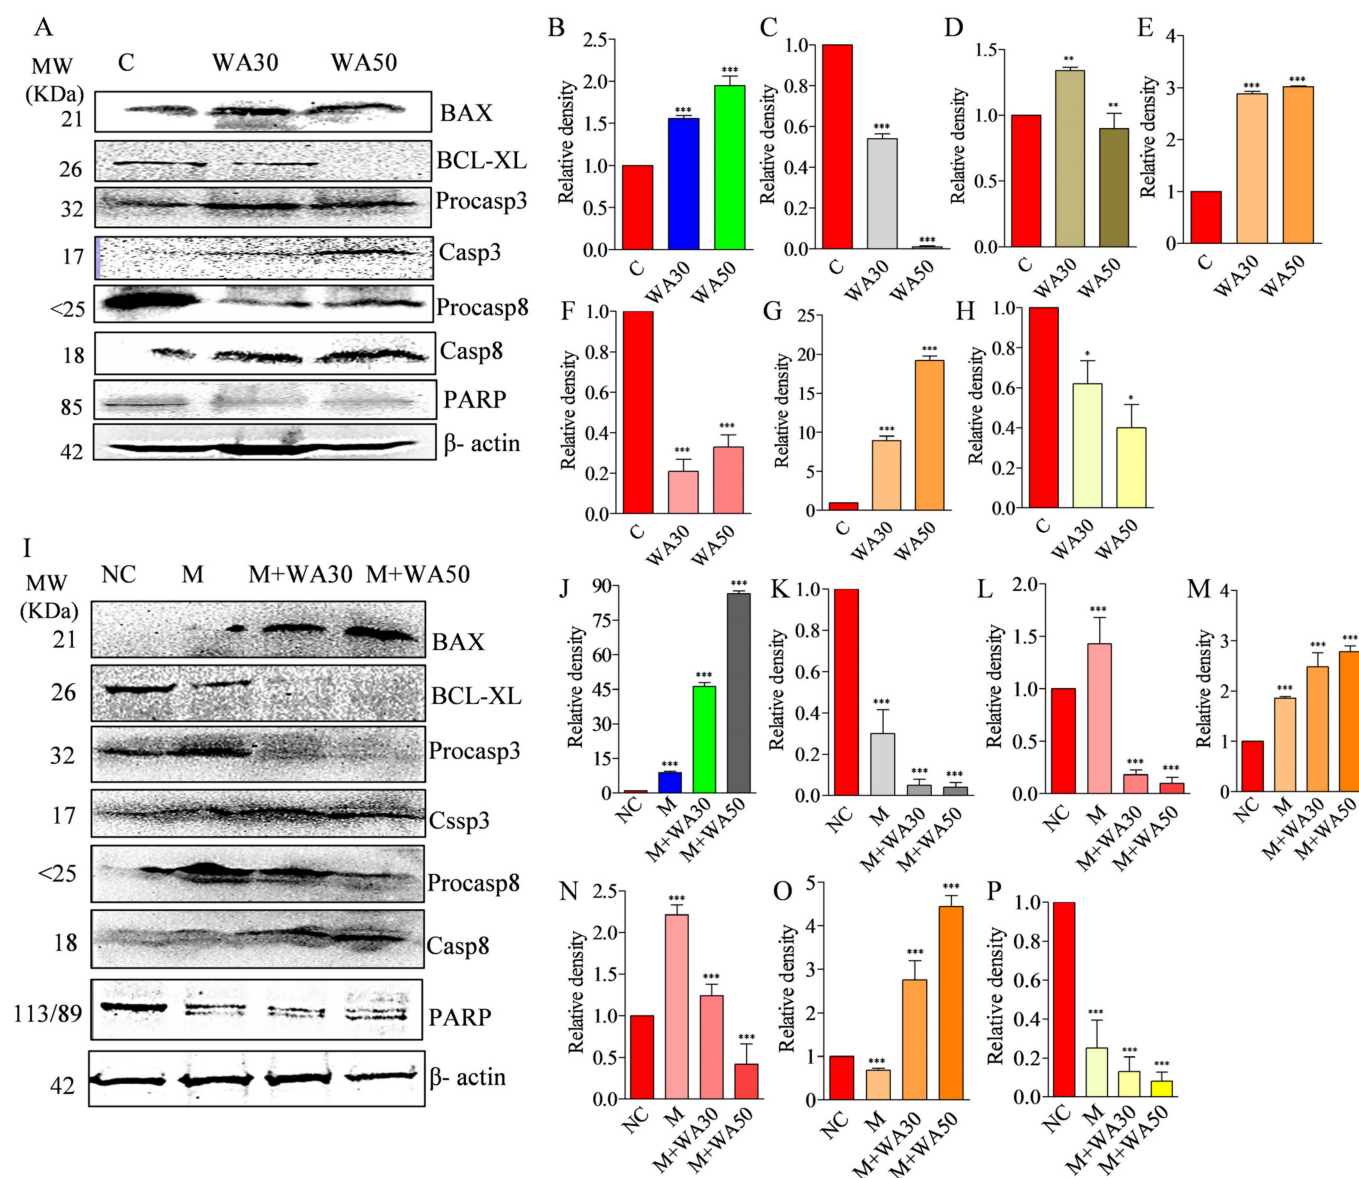 A
MW
(KDa)
C WA30 WA50
21 BAX
26 BCL-XL
32 Procasp3
17 Casp3
<25 Procasp8
18 Casp8
85 PARP
42 β- actin
B
Relative density
2.5
2.0
1.5
1.0
0.5
0.0
*** ***
C WA30 WA50
C
Relative density
1.0
0.8
0.6
0.4
0.2
0.0
*** ***
C WA30 WA50
D
Relative density
1.5
1.0
0.5
0.0
** **
C WA30 WA50
E
Relative density
4
3
2
1
0
*** ***
C WA30 WA50
F
Relative density
1.0
0.8
0.6
0.4
0.2
0.0
*** ***
C WA30 WA50
G
Relative density
25
20
15
10
5
0
*** ***
C WA30 WA50
H
Relative density
1.0
0.8
0.6
0.4
0.2
0.0
* *
C WA30 WA50
I
MW
(KDa)
NC M M+WA30 M+WA50
21 BAX
26 BCL-XL
32 Procasp3
17 Cssp3
<25 Procasp8
18 Casp8
113/89 PARP
42 β- actin
J
Relative density
90
75
60
45
30
15
0
*** *** ***
NC M M+WA30 M+WA50
K
Relative density
1.0
0.8
0.6
0.4
0.2
0.0
*** *** ***
NC M M+WA30 M+WA50
L
Relative density
2.0
1.5
1.0
0.5
0.0
*** *** ***
NC M M+WA30 M+WA50
M
Relative density
4
3
2
1
0
*** *** ***
NC M M+WA30 M+WA50
N
Relative density
2.5
2.0
1.5
1.0
0.5
0.0
*** *** ***
NC M M+WA30 M+WA50
O
Relative density
5
4
3
2
1
0
*** *** ***
NC M M+WA30 M+WA50
P
Relative density
1.0
0.8
0.6
0.4
0.2
0.0
*** *** ***
NC M M+WA30 M+WA50